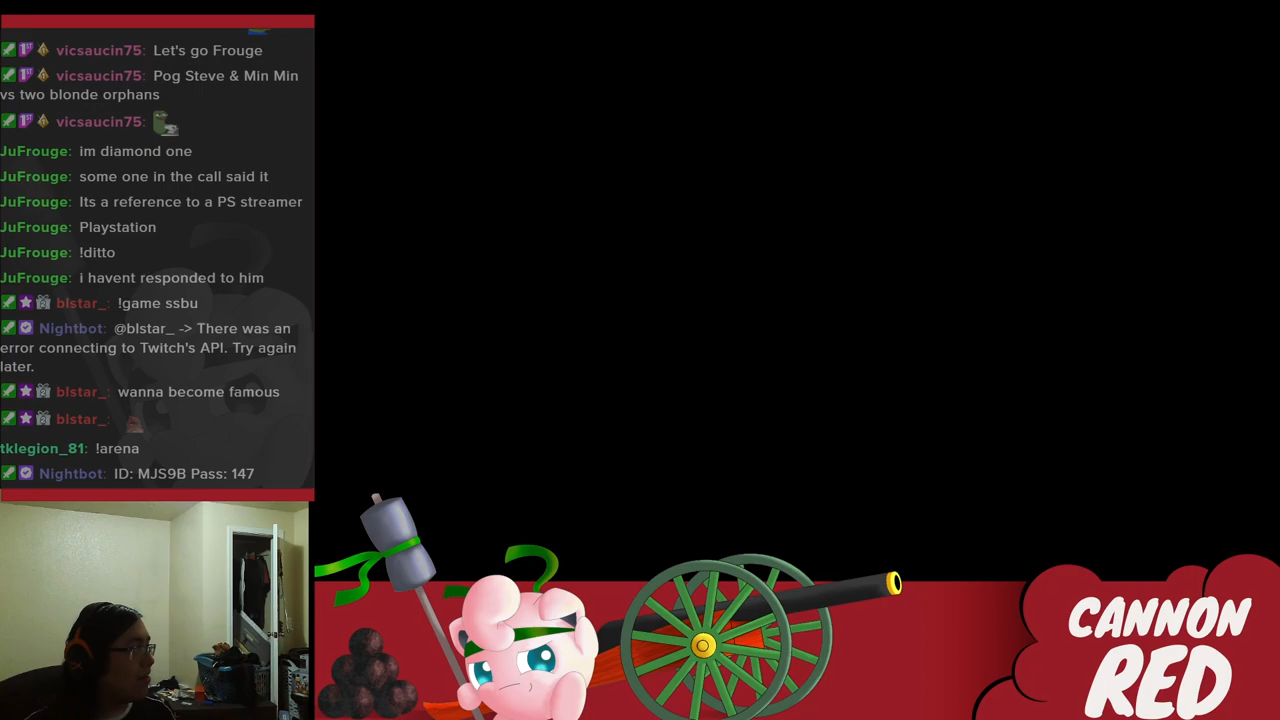 vicsaucin75: Let's go Frouge
vicsaucin75: Pog Steve & Min Min
vs two blonde orphans
vicsaucin75:
JuFrouge: im diamond one
JuFrouge: some one in the call said it
JuFrouge: Its a reference to a PS streamer
JuFrouge: Playstation
JuFrouge: !ditto
JuFrouge: i havent responded to him
blstar_: !game ssbu
Nightbot: @blstar_ -> There was an
error connecting to Twitch's API. Try again
later.
blstar_: wanna become famous
blstar_:
tklegion_81: !arena
Nightbot: ID: MJS9B Pass: 147
CANNON
RED